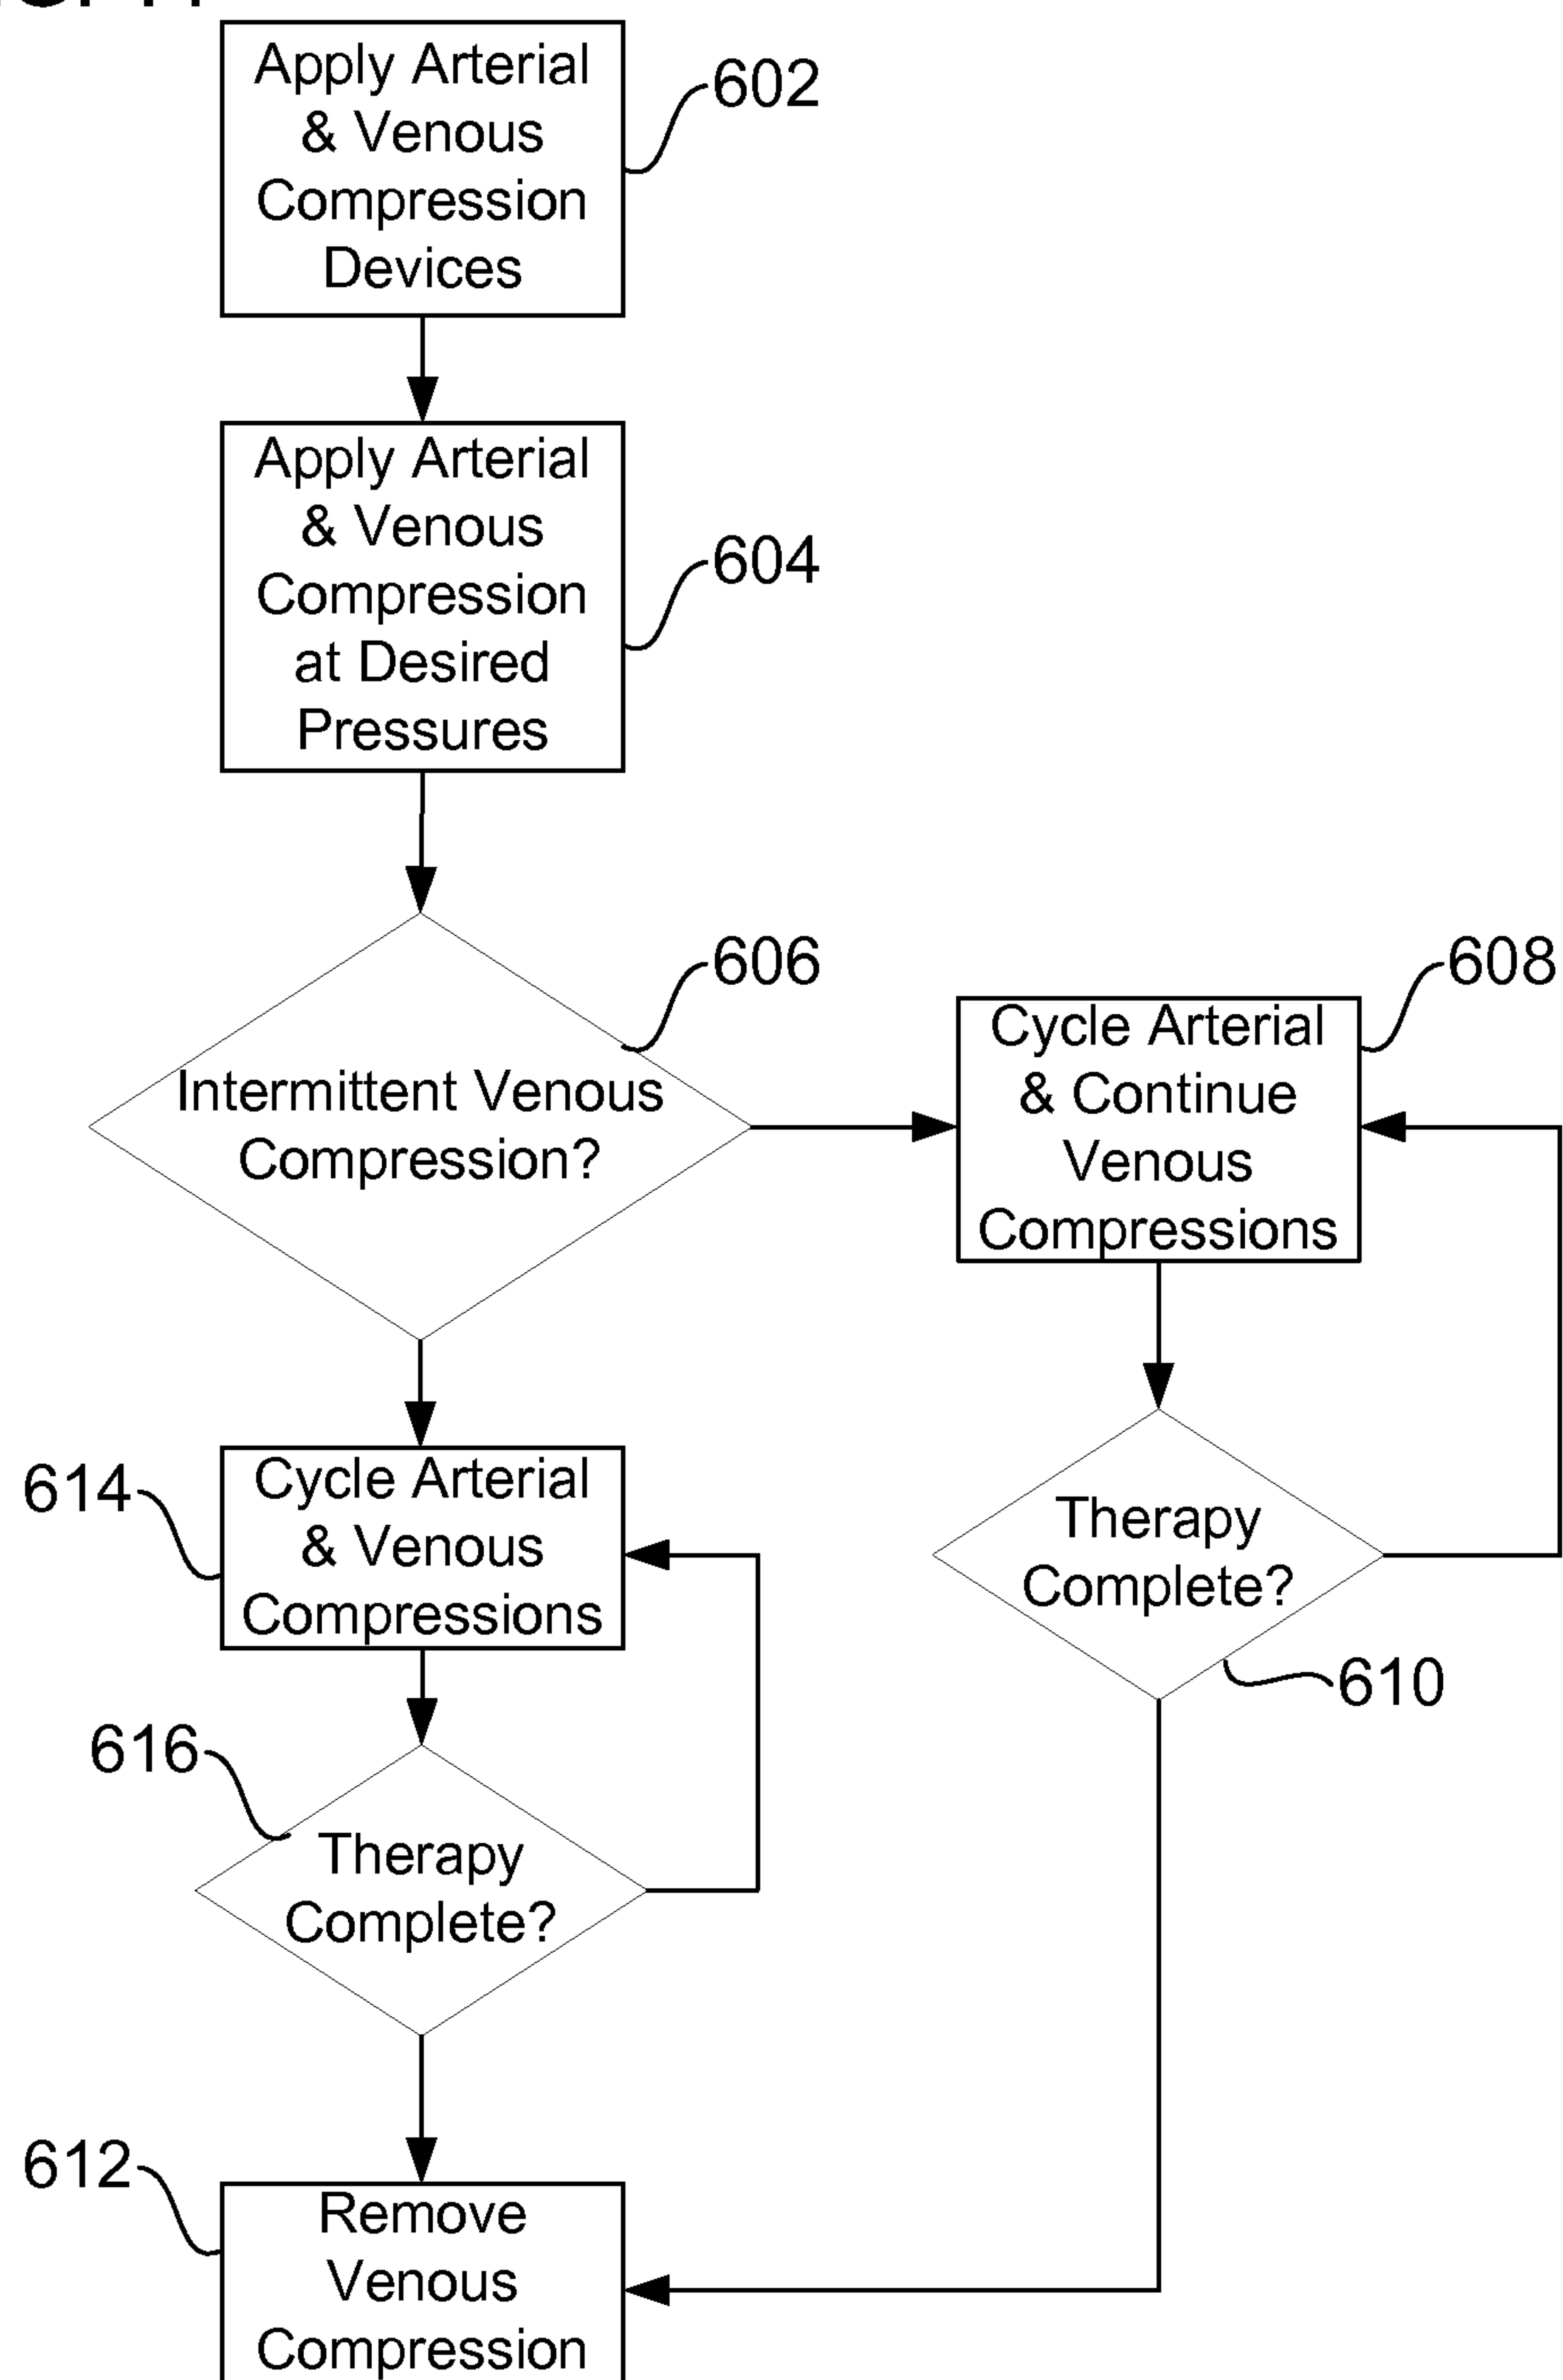 Apply Arterial
& Venous
Compression
Devices
602
Apply Arterial
& Venous
Compression
at Desired
Pressures
604
606
Intermittent Venous
Compression?
608
Cycle Arterial
& Continue
Venous
Compressions
614
Cycle Arterial
& Venous
Compressions
Therapy
Complete?
610
616
Therapy
Complete?
612
Remove
Venous
Compression